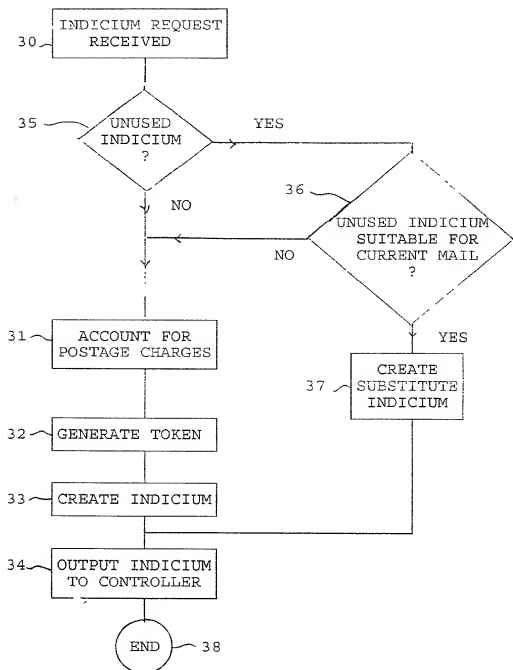 INDICIUM REQUEST
RECEIVED
30
35
UNUSED
INDICIUM
?
YES
NO
36
UNUSED INDICIUM
SUITABLE FOR
CURRENT MAIL
?
NO
YES
31
ACCOUNT FOR
POSTAGE CHARGES
37
CREATE
SUBSTITUTE
INDICIUM
32
GENERATE TOKEN
33
CREATE INDICIUM
34
OUTPUT INDICIUM
TO CONTROLLER
END
38